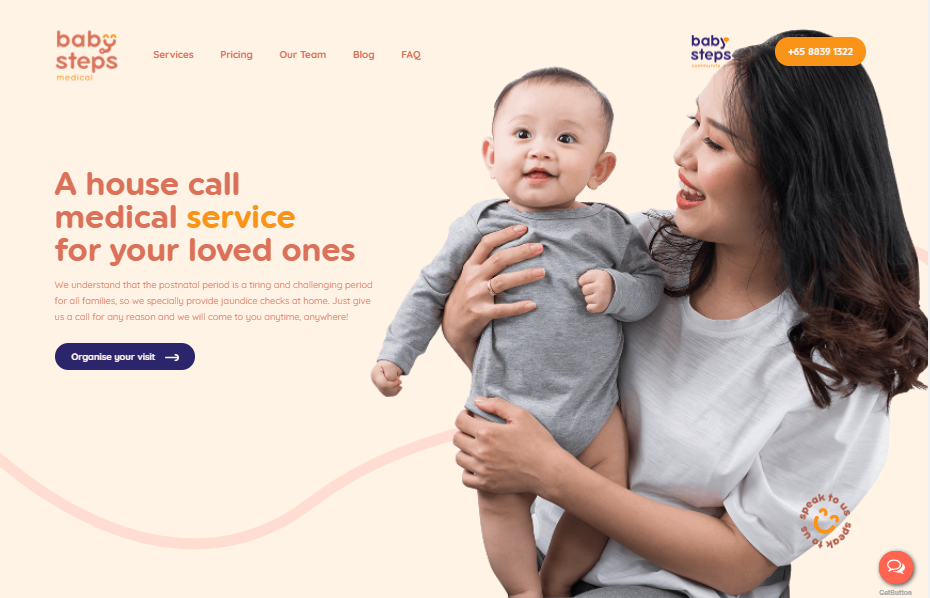 baby
steps
medical
Services
Pricing
Our Team
Blog
FAQ
baby
steps
community
+65 8839 1322
A house call
medical service
for your loved ones
We understand that the postnatal period is a tiring and challenging period
for all families, so we specially provide jaundice checks at home. Just give
us a call for any reason and we will come to you anytime, anywhere!
Organise your visit
speak to us speak to us
GetButton